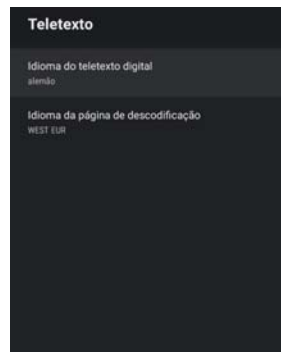 Teletexto
Idioma do teletexto digital
alemão
Idioma da página de descodificação
WEST EUR